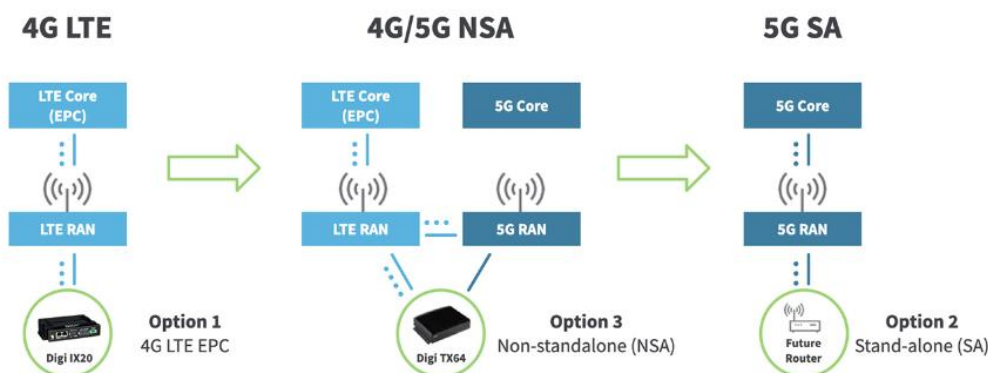 4G LTE
LTE Core
(EPC)
LTE RAN
Digi IX20
Option 1
4G LTE EPC
4G/5G NSA
LTE Core
(EPC)
5G Core
LTE RAN
5G RAN
Digi TX64
Option 3
Non-standalone (NSA)
5G SA
5G Core
5G RAN
Future
Router
Option 2
Stand-alone (SA)